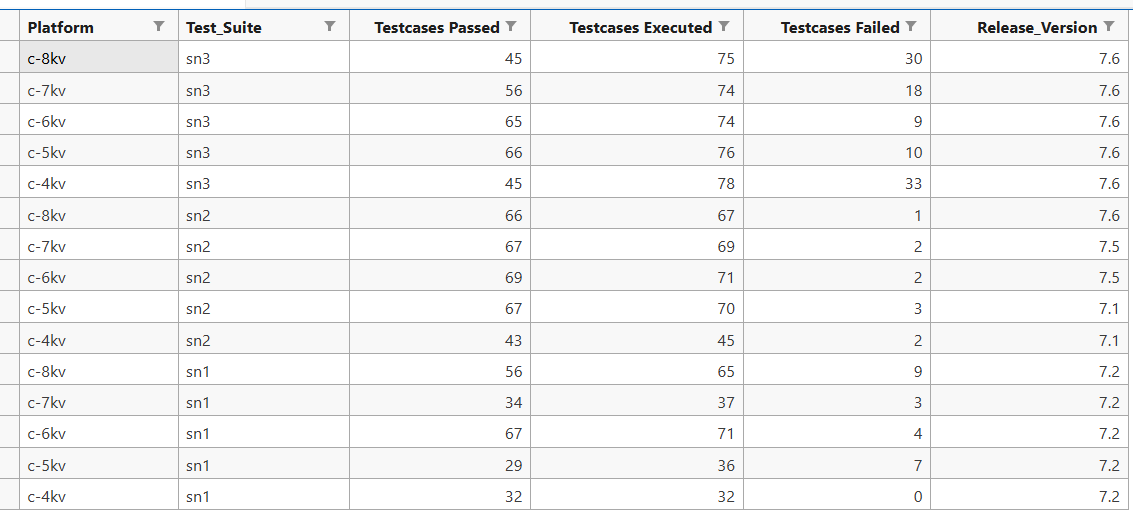 Platform Test_Suite Testcases Passed Testcases Executed Testcases Failed Release_Version
c-8kv sn3 45 75 30 7.6
c-7kv sn3 56 74 18 7.6
c-6kv sn3 65 74 9 7.6
c-5kv sn3 66 76 10 7.6
c-4kv sn3 45 78 33 7.6
c-8kv sn2 66 67 1 7.6
c-7kv sn2 67 69 2 7.5
c-6kv sn2 69 71 2 7.5
c-5kv sn2 67 70 3 7.1
c-4kv sn2 43 45 2 7.1
c-8kv sn1 56 65 9 7.2
c-7kv sn1 34 37 3 7.2
c-6kv sn1 67 71 4 7.2
c-5kv sn1 29 36 7 7.2
c-4kv sn1 32 32 0 7.2